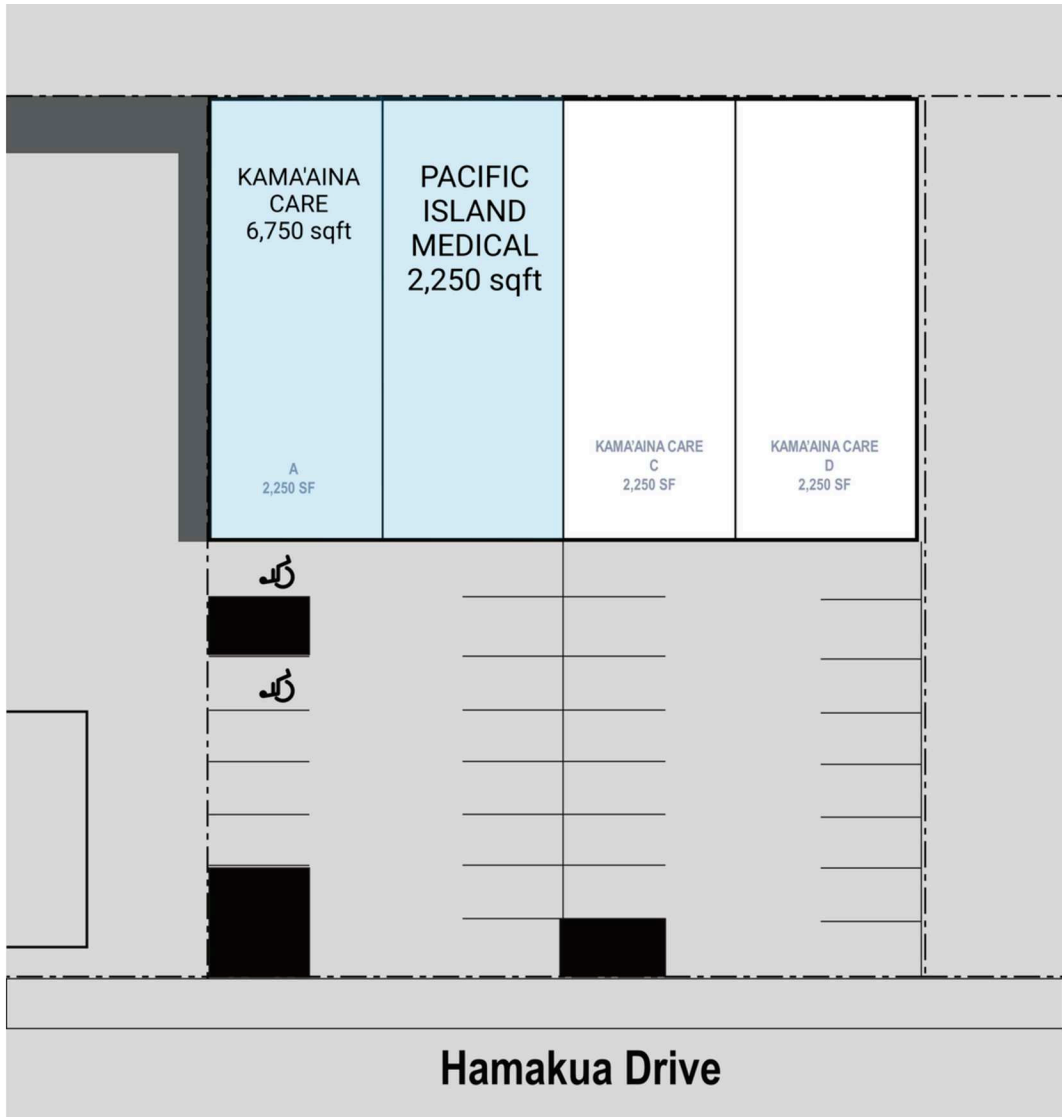 KAMA'AINA
CARE
6,750 sqft
PACIFIC
ISLAND
MEDICAL
2,250 sqft
A
2,250 SF
KAMA'AINA CARE
C
2,250 SF
KAMA'AINA CARE
D
2,250 SF
Hamakua Drive